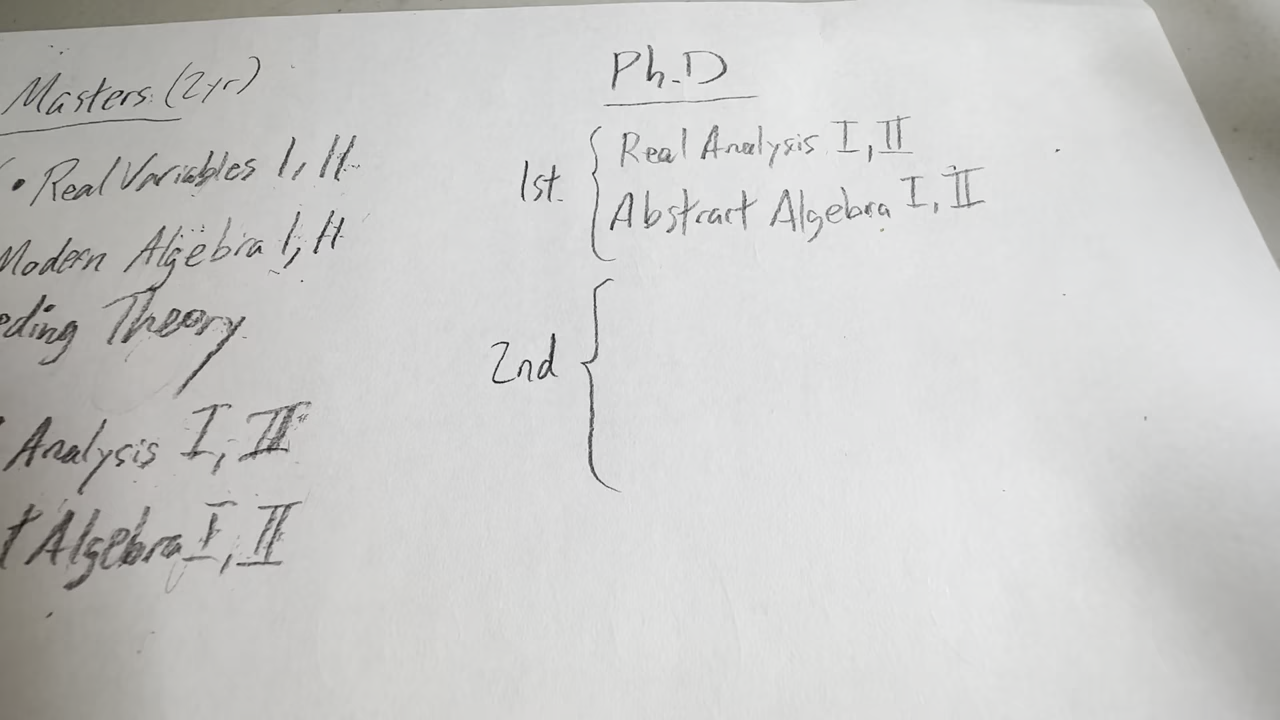 Masters: (2yr)
• Real Variables I, II
Modern Algebra I, II
Theory
Analysis I, II
Algebra I, II
Ph.D
1st.
Real Analysis I, II
Abstract Algebra I, II
2nd